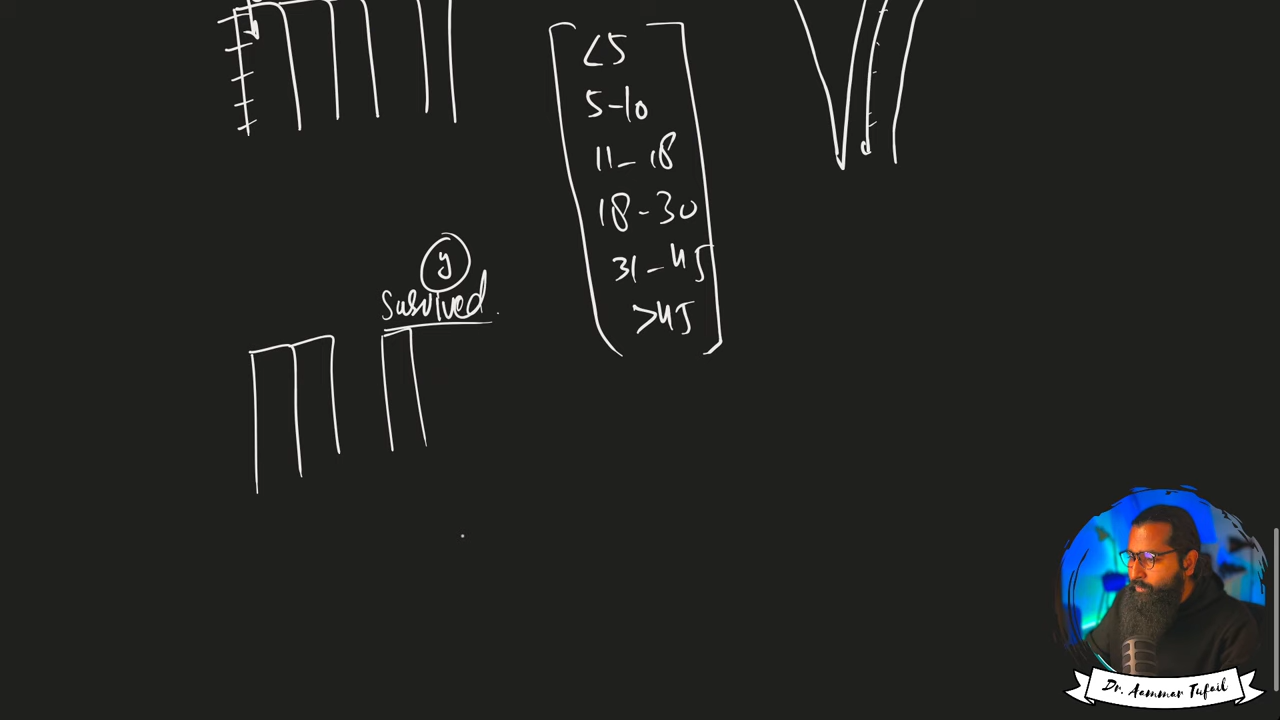 <5
5-10
11-18
18-30
31-45
>45
y
survived.
Dr. Aammar Tufail